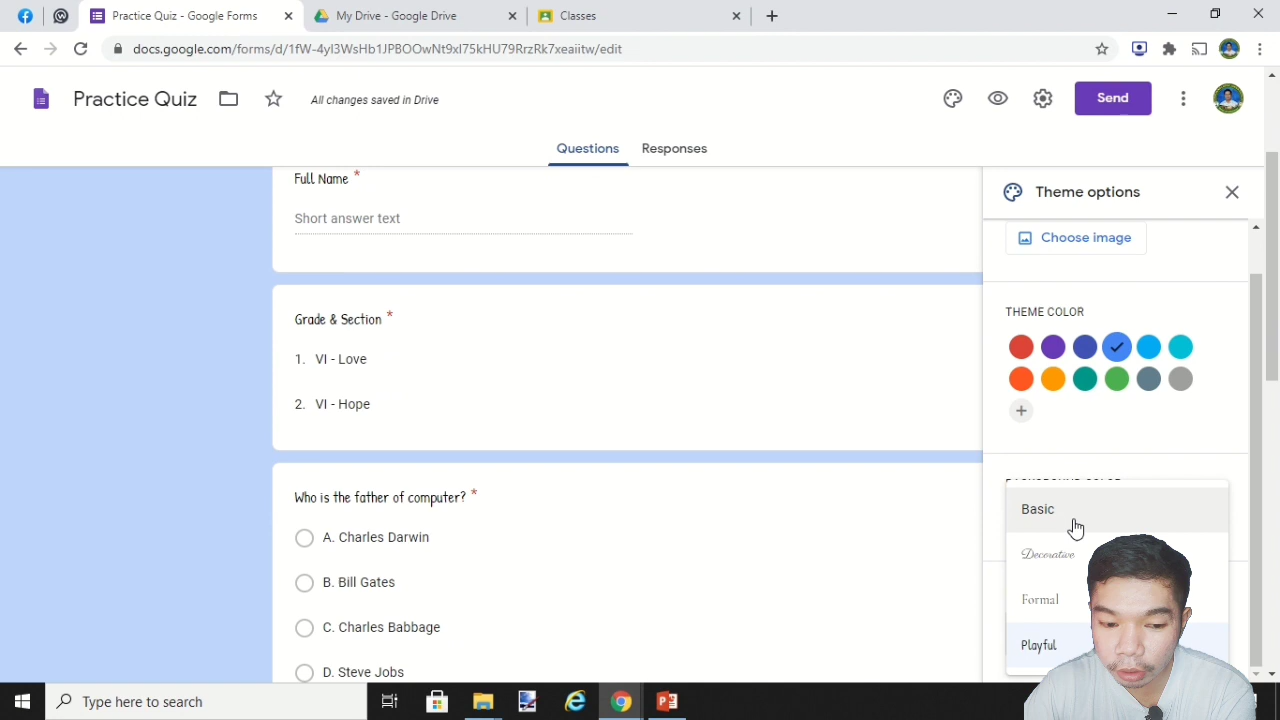 Practice Quiz - Google Forms
My Drive - Google Drive
Classes
docs.google.com/forms/d/1fW-4yI3WsHb1JPBOOwNt9xI75kHU79RrzRk7xeaiitw/edit
Practice Quiz
All changes saved in Drive
Send
Questions
Responses
Full Name *
Short answer text
Grade & Section *
1. VI - Love
2. VI - Hope
Who is the father of computer? *
A. Charles Darwin
B. Bill Gates
C. Charles Babbage
D. Steve Jobs
Theme options
Choose image
THEME COLOR
BACKGROUND COLOR
Basic
Decorative
Formal
Playful
Type here to search